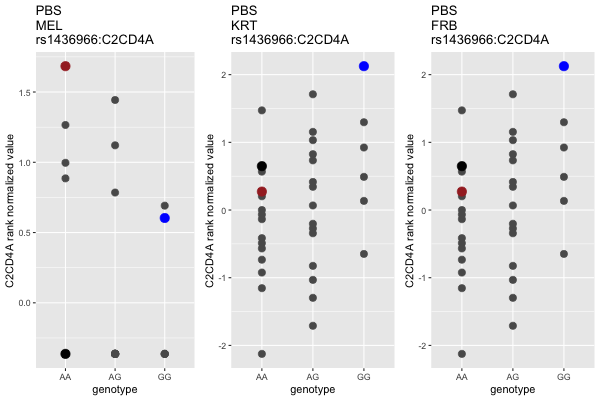 PBS
MEL
rs1436966:C2CD4A
C2CD4A rank normalized value
1.5
1.0
0.5
0.0
AA AG GG
genotype
PBS
KRT
rs1436966:C2CD4A
C2CD4A rank normalized value
2
1
0
-1
-2
AA AG GG
genotype
PBS
FRB
rs1436966:C2CD4A
C2CD4A rank normalized value
2
1
0
-1
-2
AA AG GG
genotype